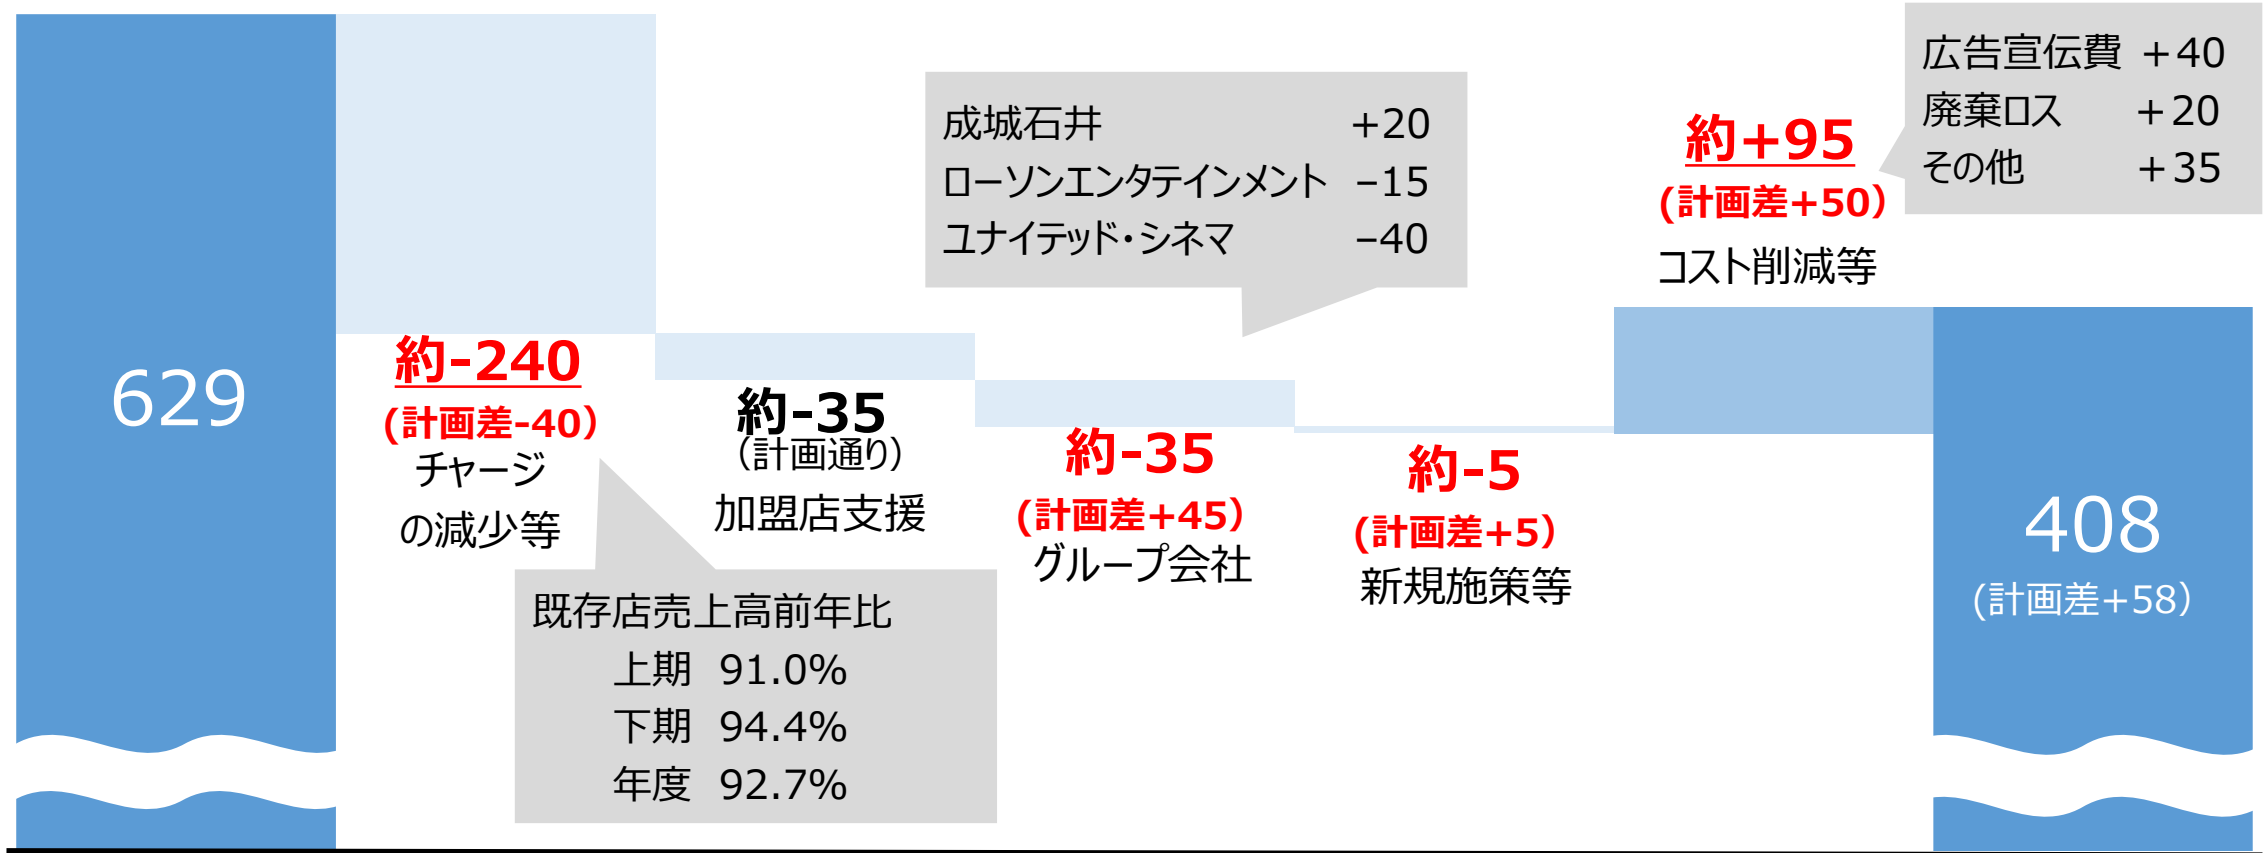 629
約-240
(計画差-40)
チャージ
の減少等
既存店売上高前年比
上期 91.0%
下期 94.4%
年度 92.7%
約-35
(計画通り)
加盟店支援
成城石井 +20
ローソンエンタテインメント −15
ユナイテッド・シネマ −40
約-35
(計画差+45)
グループ会社
約-5
(計画差+5)
新規施策等
約+95
(計画差+50)
コスト削減等
広告宣伝費 +40
廃棄ロス +20
その他 +35
408
(計画差+58)